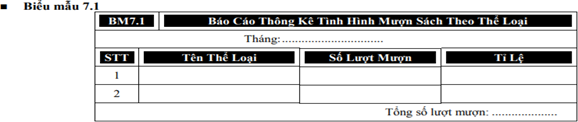 ▪ Biểu mẫu 7.1
BM7.1 Báo Cáo Thống Kê Tình Hình Mượn Sách Theo Thể Loại
Tháng:................................
STT Tên Thể Loại Số Lượt Mượn Tỉ Lệ
1
2
Tổng số lượt mượn: .....................